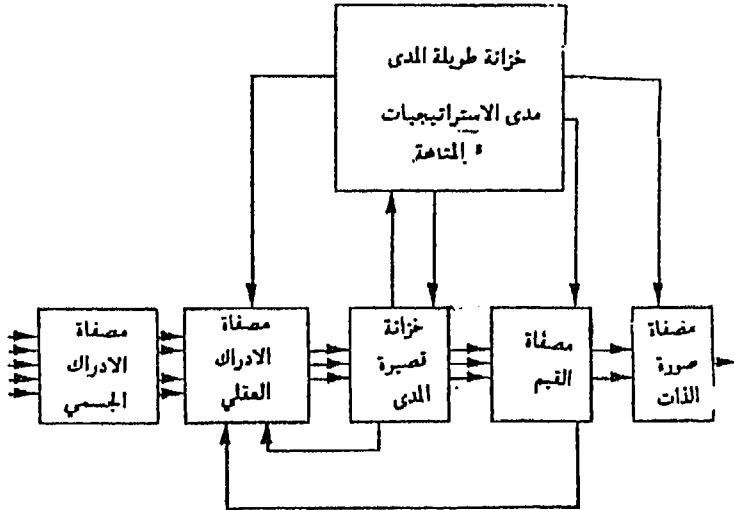 خزانة طويلة المدى
مدى الاستراتيجيات
المتاحة
مصفاة
الادراك
الجسمي
مصفاة
الادراك
العقلي
خزانة
قصيرة
المدى
مصفاة
القيم
مصفاة
صورة
الذات